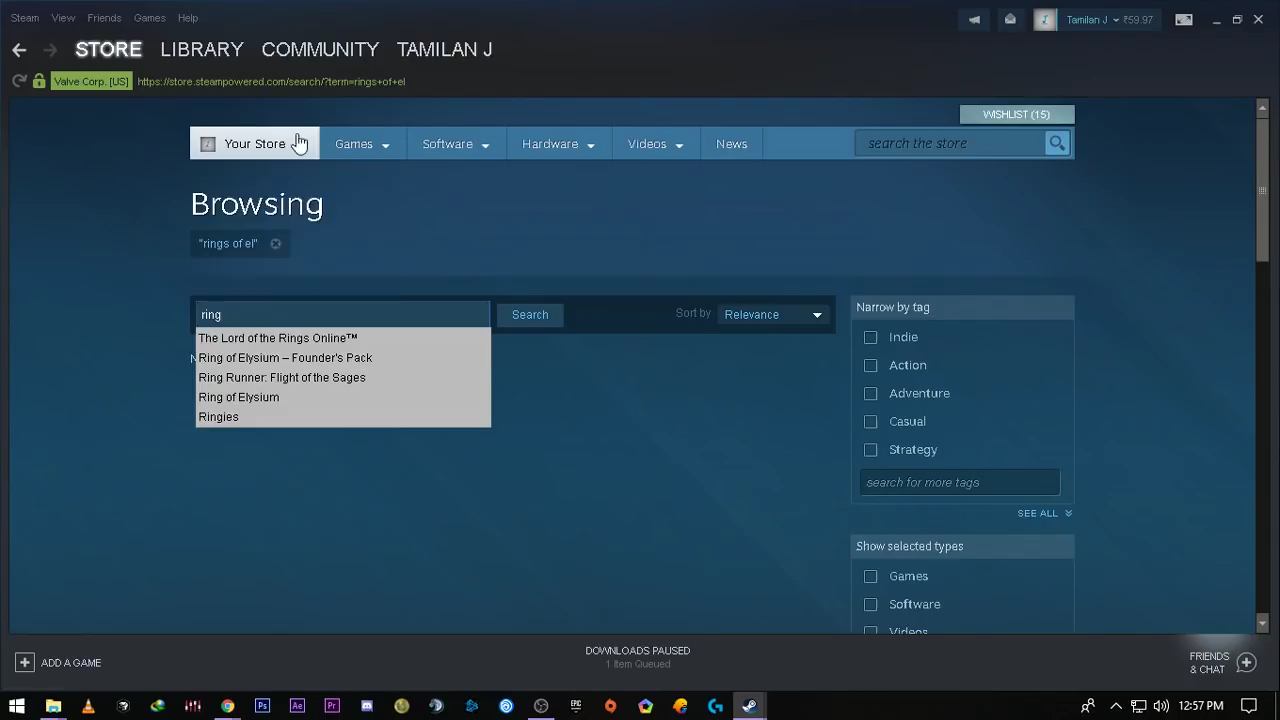 Steam View Friends Games Help
Tamilan J ₹59.97
STORE LIBRARY COMMUNITY TAMILAN J
Valve Corp. [US] https://store.steampowered.com/search/?term=rings+of+el
WISHLIST (15)
Your Store Games Software Hardware Videos News search the store
Browsing
"rings of el"
ring Search Sort by Relevance
The Lord of the Rings Online™
Ring of Elysium – Founder's Pack
Ring Runner: Flight of the Sages
Ring of Elysium
Ringies
Narrow by tag
Indie
Action
Adventure
Casual
Strategy
search for more tags
SEE ALL
Show selected types
Games
Software
Videos
ADD A GAME
DOWNLOADS PAUSED
1 Item Queued
FRIENDS
& CHAT
Ps Ae Pr EPIC
12:57 PM